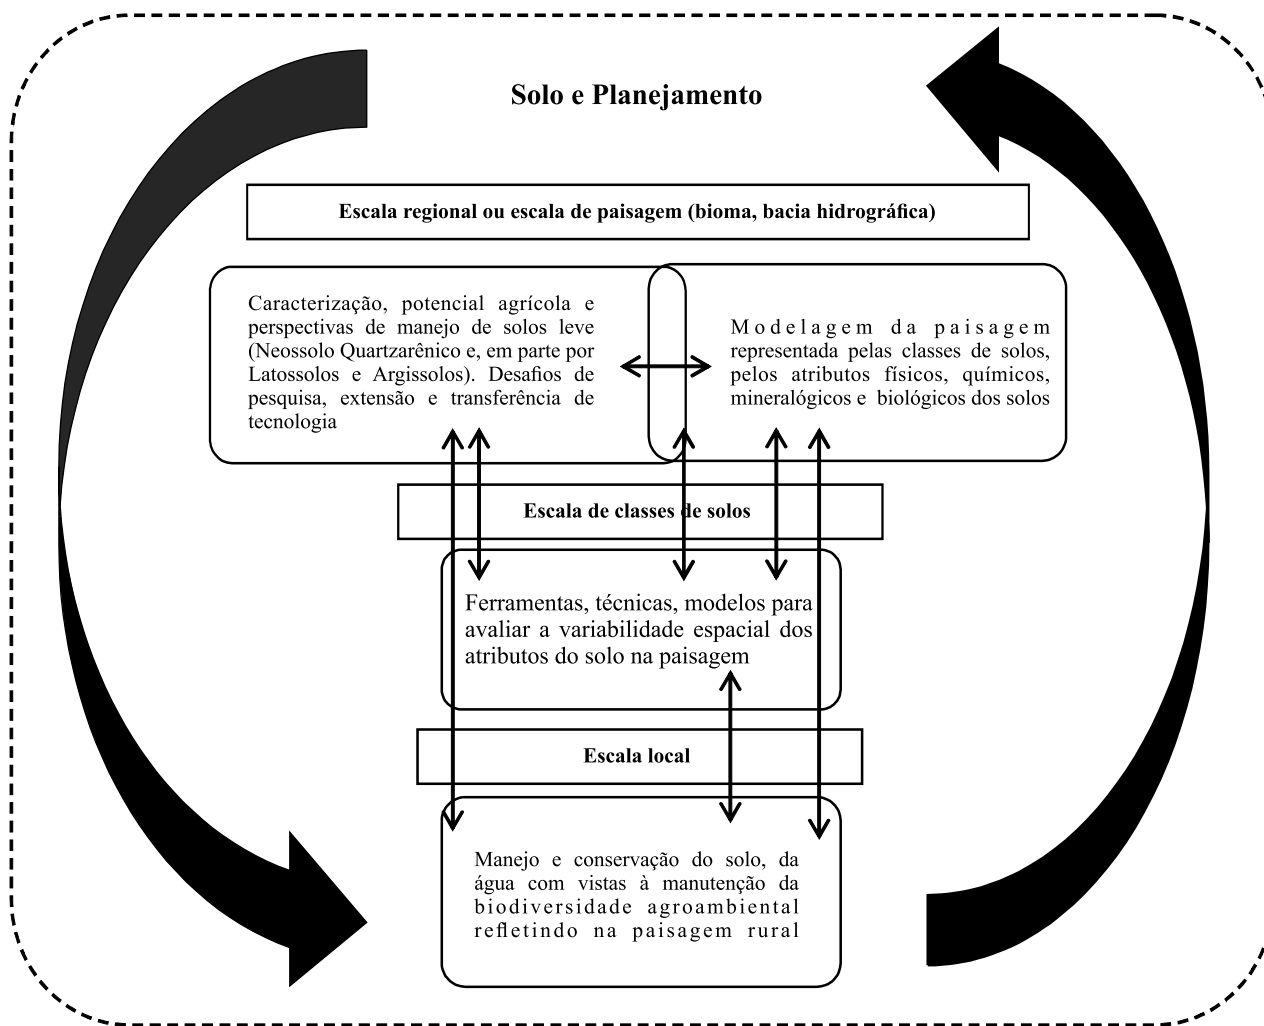 Solo e Planejamento
Escala regional ou escala de paisagem (bioma, bacia hidrográfica)
Caracterização, potencial agrícola e
perspectivas de manejo de solos leve
(Neossolo Quartzarênico e, em parte por
Latossolos e Argissolos). Desafios de
pesquisa, extensão e transferência de
tecnologia
Modelagem da paisagem
representada pelas classes de solos,
pelos atributos físicos, químicos,
mineralógicos e biológicos dos solos
Escala de classes de solos
Ferramentas, técnicas, modelos para
avaliar a variabilidade espacial dos
atributos do solo na paisagem
Escala local
Manejo e conservação do solo, da
água com vistas à manutenção da
biodiversidade agroambiental
refletindo na paisagem rural